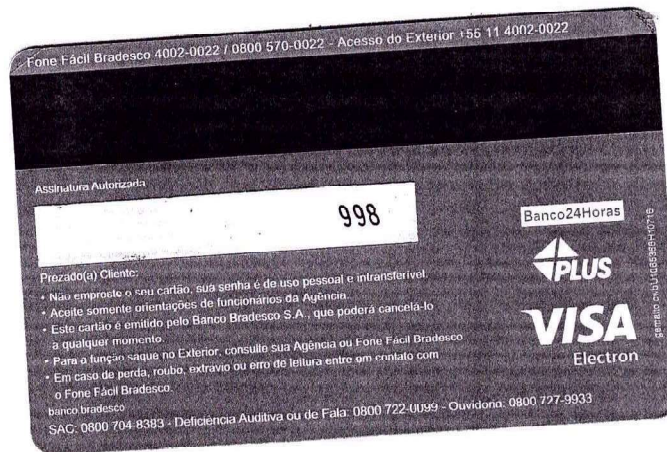 Fone Fácil Bradesco 4002-0022 / 0800 570-0022 - Acesso do Exterior +55 11 4002-0022
Assinatura Autorizada
998
Banco24Horas
PLUS
VISA
Electron
Prezado(a) Cliente:
• Não empreste o seu cartão, sua senha é de uso pessoal e intransferível.
• Aceite somente orientações de funcionários da Agência.
• Este cartão é emitido pelo Banco Bradesco S.A., que poderá cancelá-lo
a qualquer momento.
• Para a função saque no Exterior, consulte sua Agência ou Fone Fácil Bradesco
• Em caso de perda, roubo, extravio ou erro de leitura entre em contato com
o Fone Fácil Bradesco.
banco.bradesco
SAC: 0800 704-8383 - Deficiência Auditiva ou de Fala: 0800 722-0099 - Ouvidoria: 0800 727-9933
gemalto